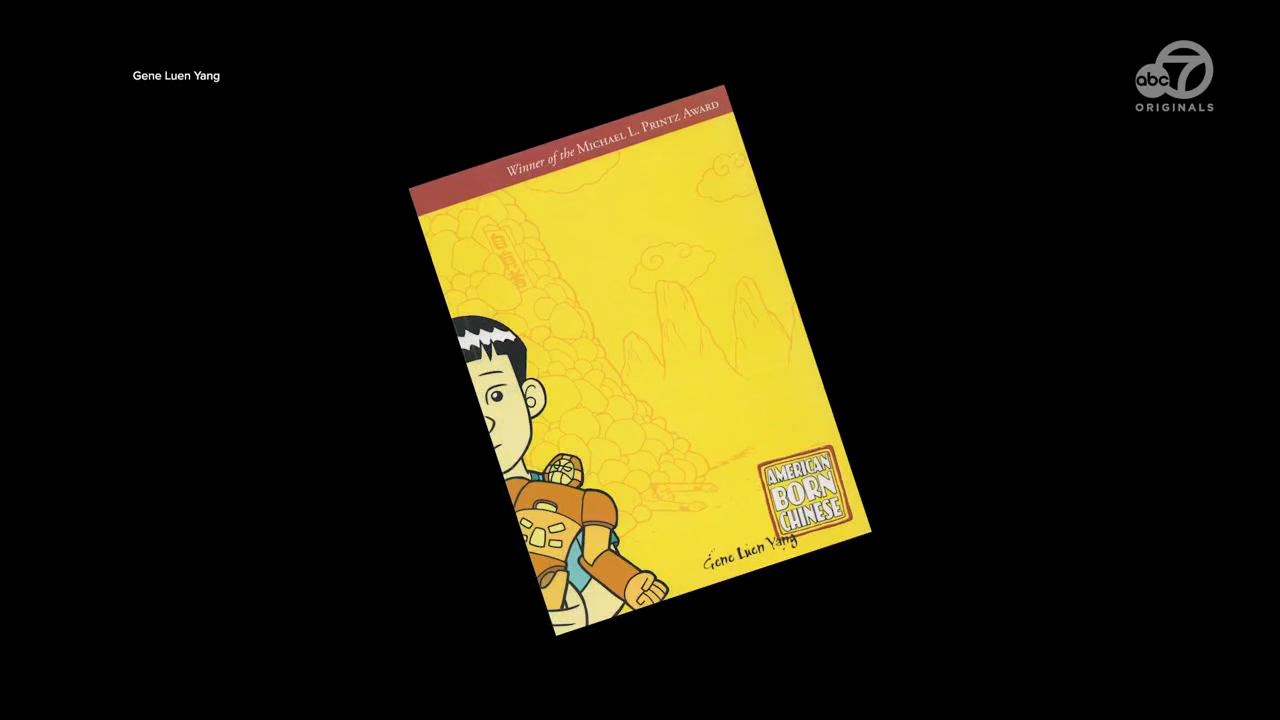 Gene Luen Yang
abc 7
ORIGINALS
Winner of the MICHAEL L. PRINTZ AWARD
AMERICAN
BORN
CHINESE
Gene Luen Yang